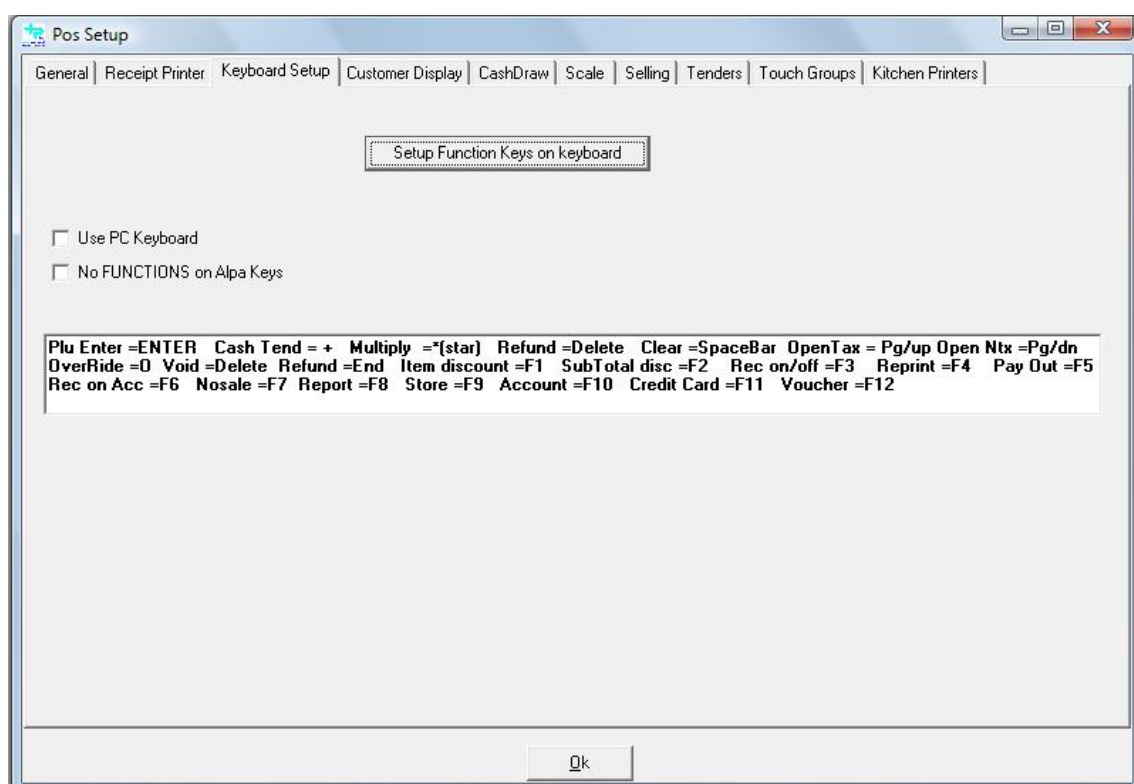 Pos Setup
General Receipt Printer Keyboard Setup Customer Display CashDraw Scale Selling Tenders Touch Groups Kitchen Printers
Setup Function Keys on keyboard
Use PC Keyboard
No FUNCTIONS on Alpa Keys
Plu Enter =ENTER Cash Tend = + Multiply =*(star) Refund =Delete Clear =SpaceBar OpenTax = Pg/up Open Ntx =Pg/dn
OverRide =O Void =Delete Refund =End Item discount =F1 SubTotal disc =F2 Rec on/off =F3 Reprint =F4 Pay Out =F5
Rec on Acc =F6 Nosale =F7 Report =F8 Store =F9 Account =F10 Credit Card =F11 Voucher =F12
Ok